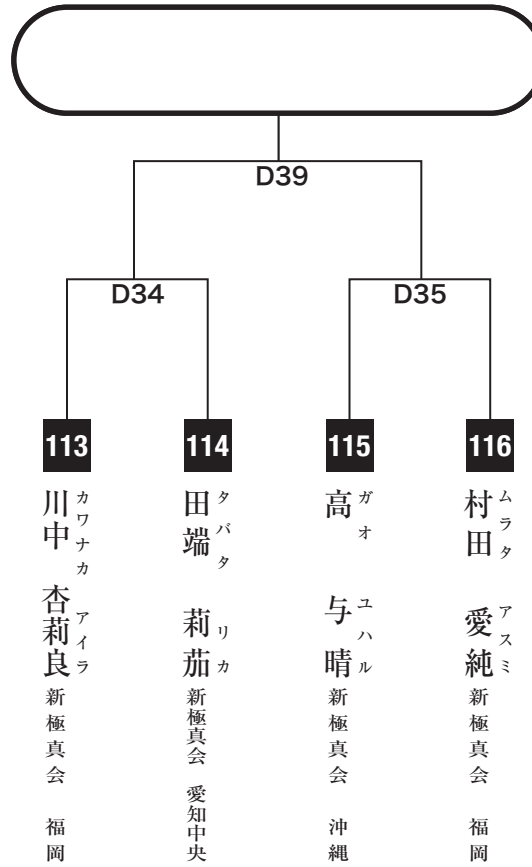 D39
D34
D35
113
川中 杏莉良
カワナカ アイラ
新極真会 福岡
114
田端 莉茄
タバタ リカ
新極真会 愛知中央
115
高 与晴
ガオ ユハル
新極真会 沖縄
116
村田 愛純
ムラタ アスミ
新極真会 福岡